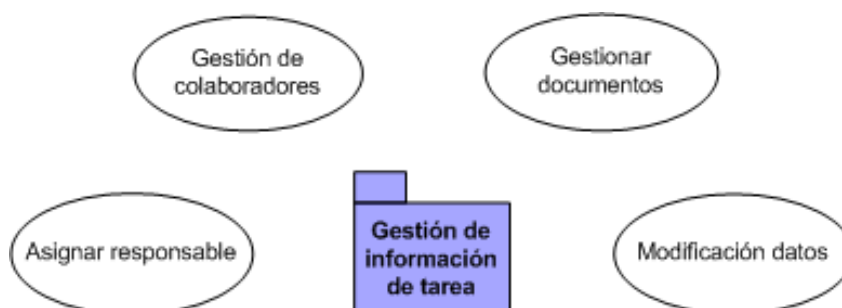 Gestión de
colaboradores
Gestionar
documentos
Asignar responsable
Gestión de
información
de tarea
Modificación datos